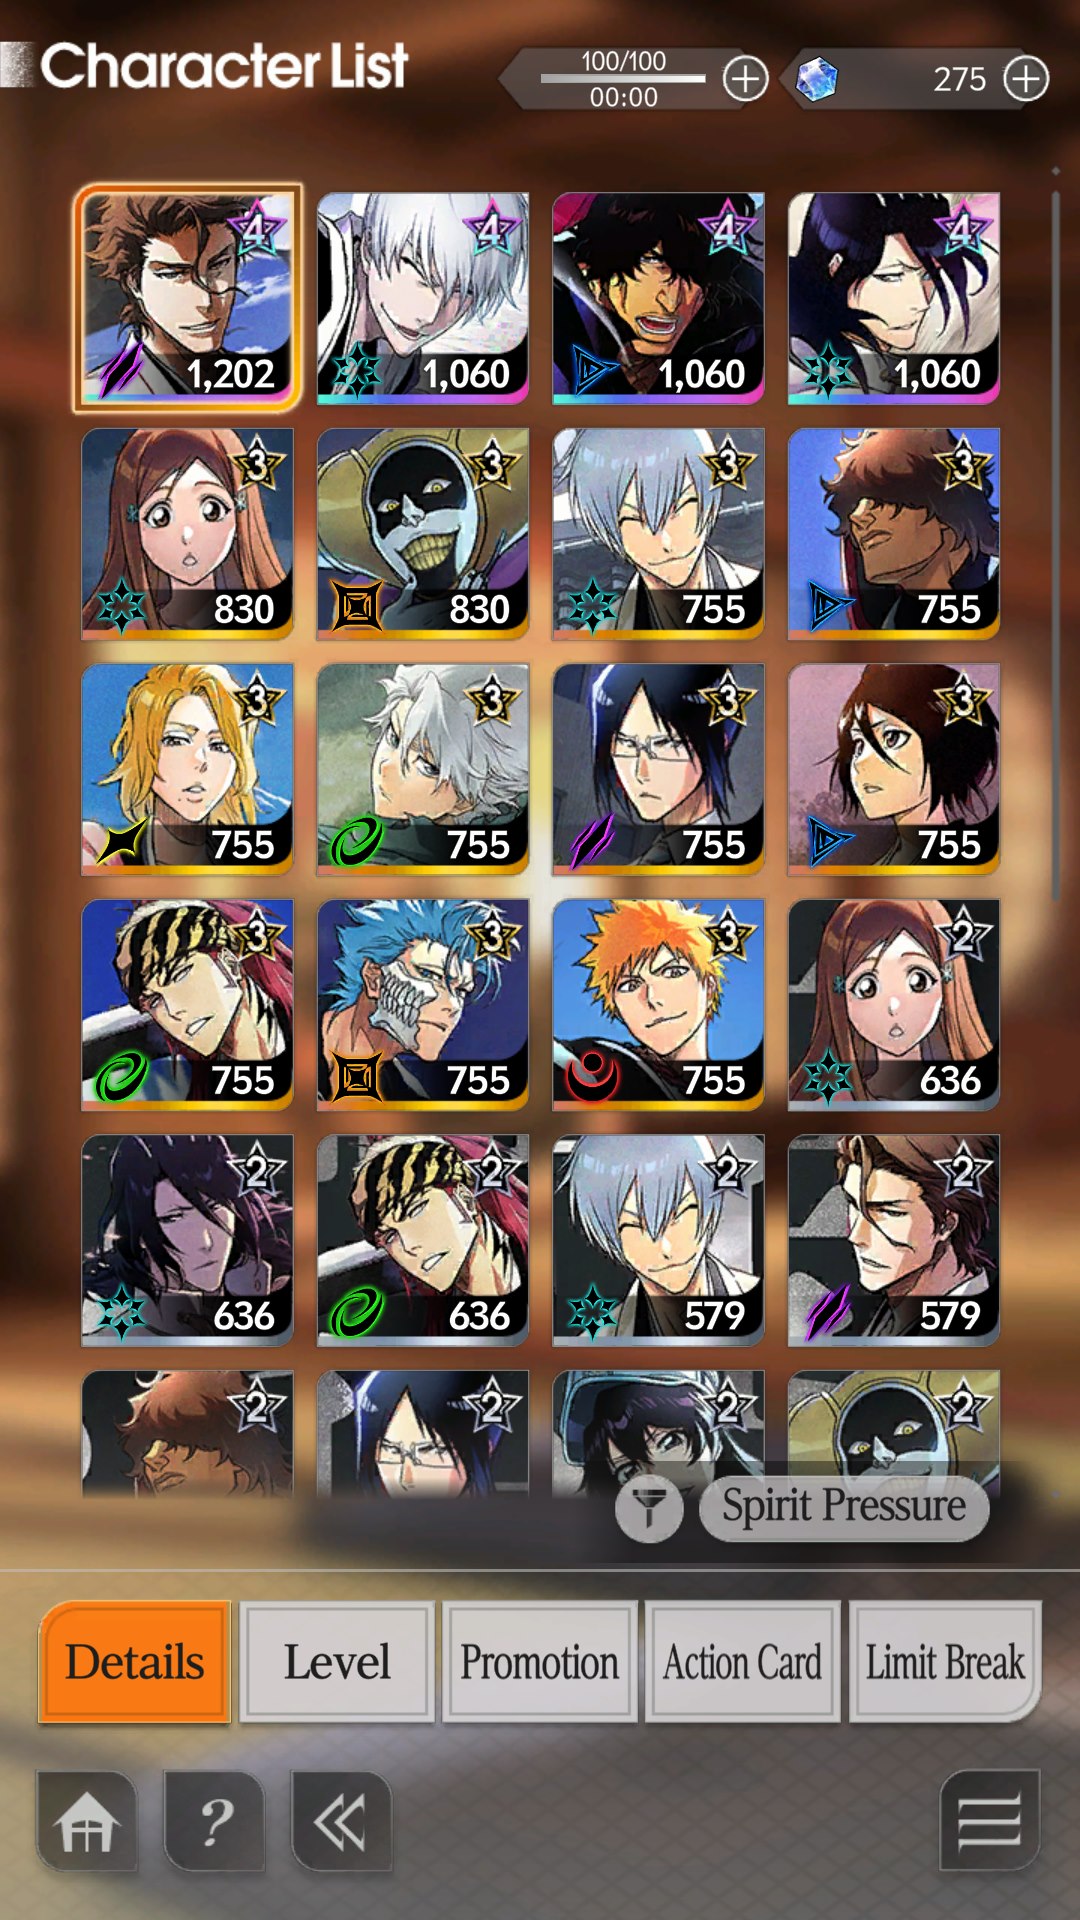 Character List
100/100
00:00
275
4 4 4 4
1,202 1,060 1,060 1,060
3 3 3 3
830 830 755 755
3 3 3 3
755 755 755 755
3 3 3 2
755 755 755 636
2 2 2 2
636 636 579 579
2 2 2 2
Spirit Pressure
Details Level Promotion Action Card Limit Break
?